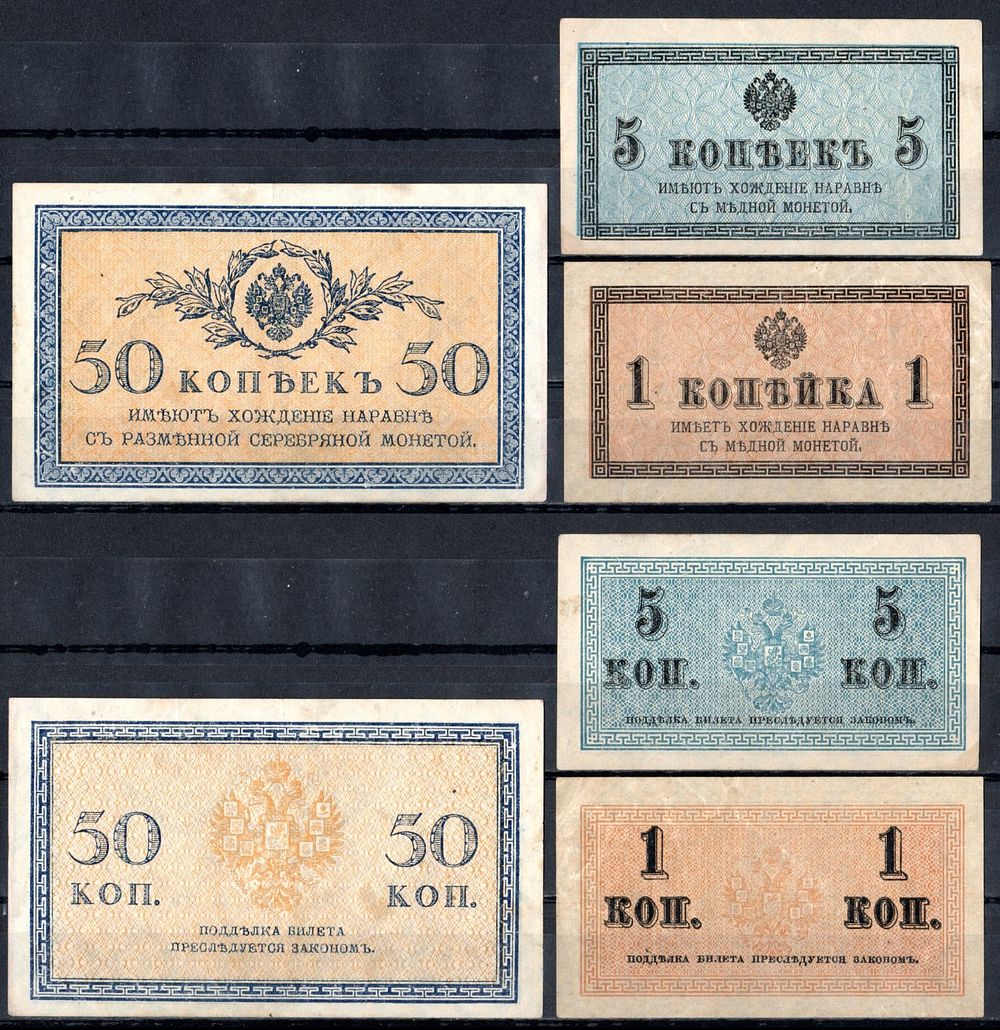 5 КОПѢЕКЪ 5
ИМѢЮТЪ ХОЖДЕНІЕ НАРАВНѢ
СЪ МѢДНОЙ МОНЕТОЙ.
50 КОПѢЕКЪ 50
ИМѢЮТЪ ХОЖДЕНІЕ НАРАВНѢ
СЪ РАЗМѢННОЙ СЕРЕБРЯНОЙ МОНЕТОЙ.
1 КОПѢЙКА 1
ИМѢЕТЪ ХОЖДЕНІЕ НАРАВНѢ
СЪ МѢДНОЙ МОНЕТОЙ.
5 5
КОП. КОП.
ПОДДѢЛКА БИЛЕТА ПРЕСЛѢДУЕТСЯ ЗАКОНОМЪ.
50 50
КОП. КОП.
ПОДДѢЛКА БИЛЕТА
ПРЕСЛѢДУЕТСЯ ЗАКОНОМЪ.
1 1
КОП. КОП.
ПОДДѢЛКА БИЛЕТА ПРЕСЛѢДУЕТСЯ ЗАКОНОМЪ.